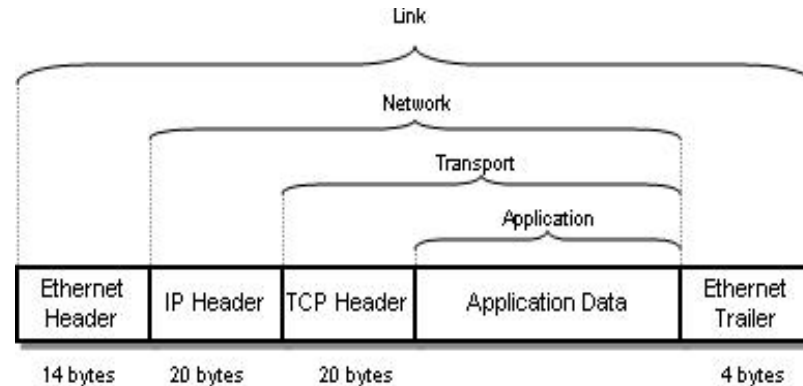 Link
Network
Transport
Application
Ethernet Header
IP Header
TCP Header
Application Data
Ethernet Trailer
14 bytes
20 bytes
20 bytes
4 bytes